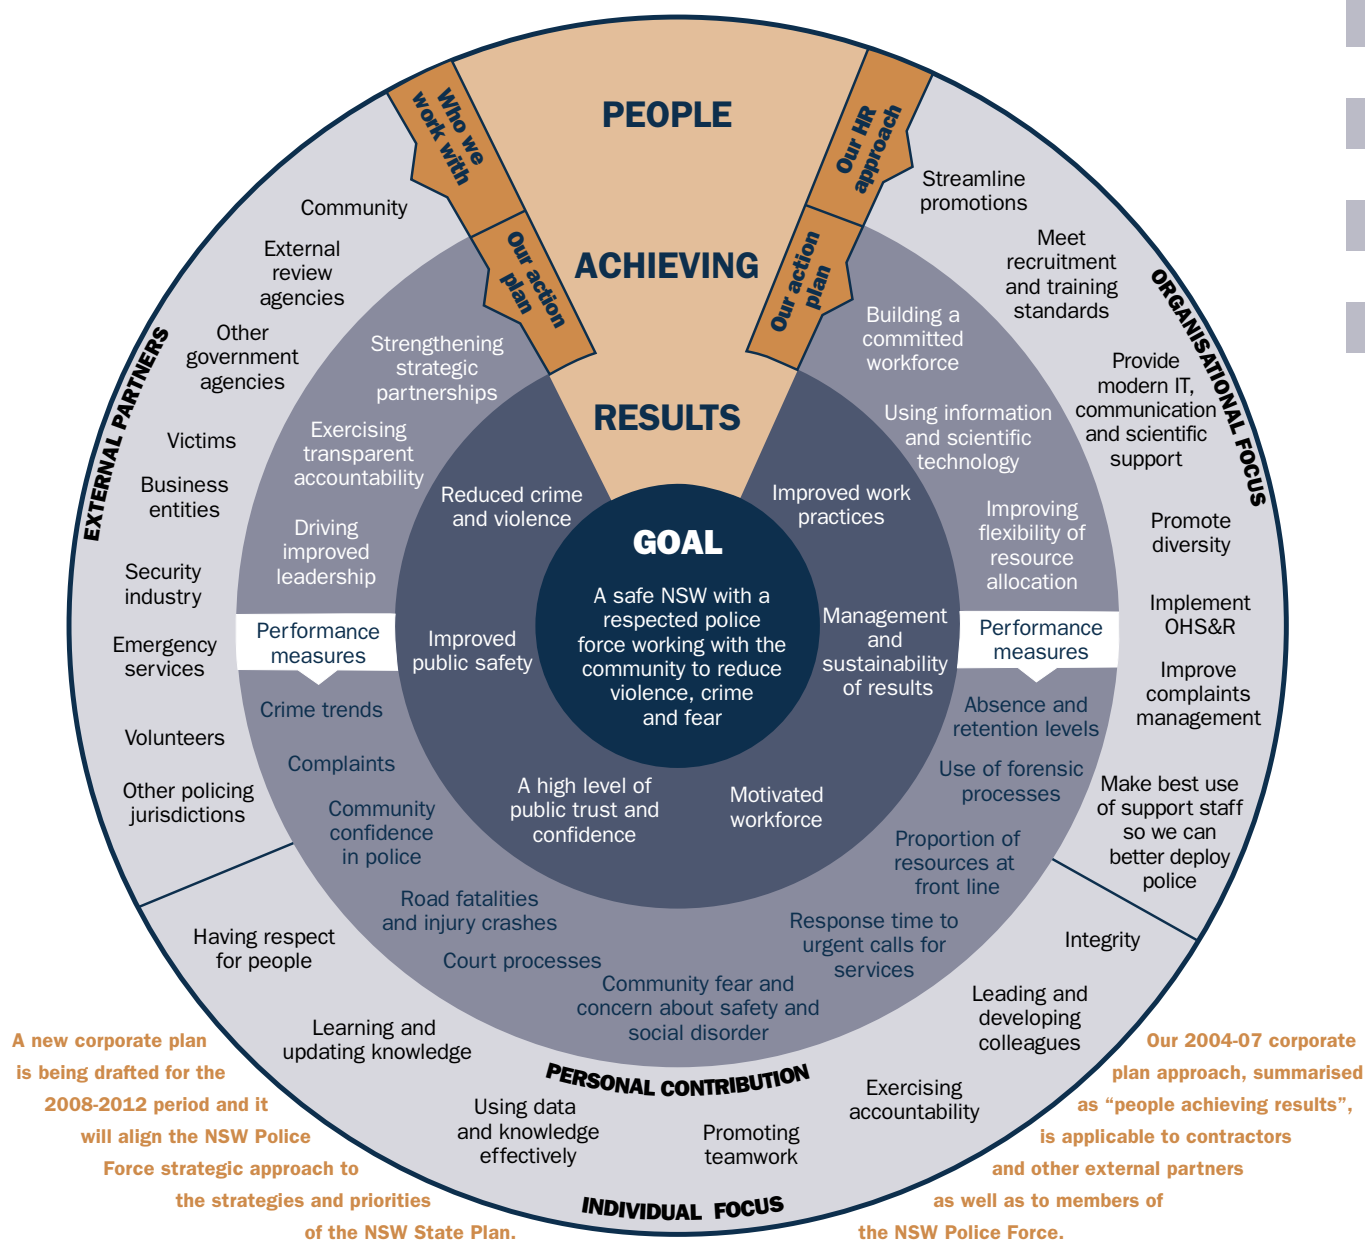 PEOPLE
ACHIEVING
RESULTS
Who we
work with
Our action
plan
Our HR
approach
Our action
plan
GOAL
A safe NSW with a
respected police
force working with the
community to reduce
violence, crime
and fear
EXTERNAL PARTNERS
Community
External
review
agencies
Other
government
agencies
Victims
Business
entities
Security
industry
Emergency
services
Volunteers
Other policing
jurisdictions
Strengthening
strategic
partnerships
Exercising
transparent
accountability
Driving
improved
leadership
Performance
measures
Crime trends
Complaints
Community
confidence
in police
Road fatalities
and injury crashes
Court processes
Community fear and
concern about safety and
social disorder
Reduced crime
and violence
Improved
public safety
A high level of
public trust and
confidence
Motivated
workforce
Management
and
sustainability
of results
Improved work
practices
Building a
committed
workforce
Using information
and scientific
technology
Improving
flexibility of
resource
allocation
Performance
measures
Absence and
retention levels
Use of forensic
processes
Proportion of
resources at
front line
Response time to
urgent calls for
services
ORGANISATIONAL FOCUS
Streamline
promotions
Meet
recruitment
and training
standards
Provide
modern IT,
communication
and scientific
support
Promote
diversity
Implement
OHS&R
Improve
complaints
management
Make best use
of support staff
so we can
better deploy
police
PERSONAL CONTRIBUTION
Having respect
for people
Learning and
updating knowledge
Using data
and knowledge
effectively
Promoting
teamwork
Exercising
accountability
Leading and
developing
colleagues
Integrity
INDIVIDUAL FOCUS
A new corporate plan
is being drafted for the
2008-2012 period and it
will align the NSW Police
Force strategic approach to
the strategies and priorities
of the NSW State Plan.
Our 2004-07 corporate
plan approach, summarised
as “people achieving results”,
is applicable to contractors
and other external partners
as well as to members of
the NSW Police Force.